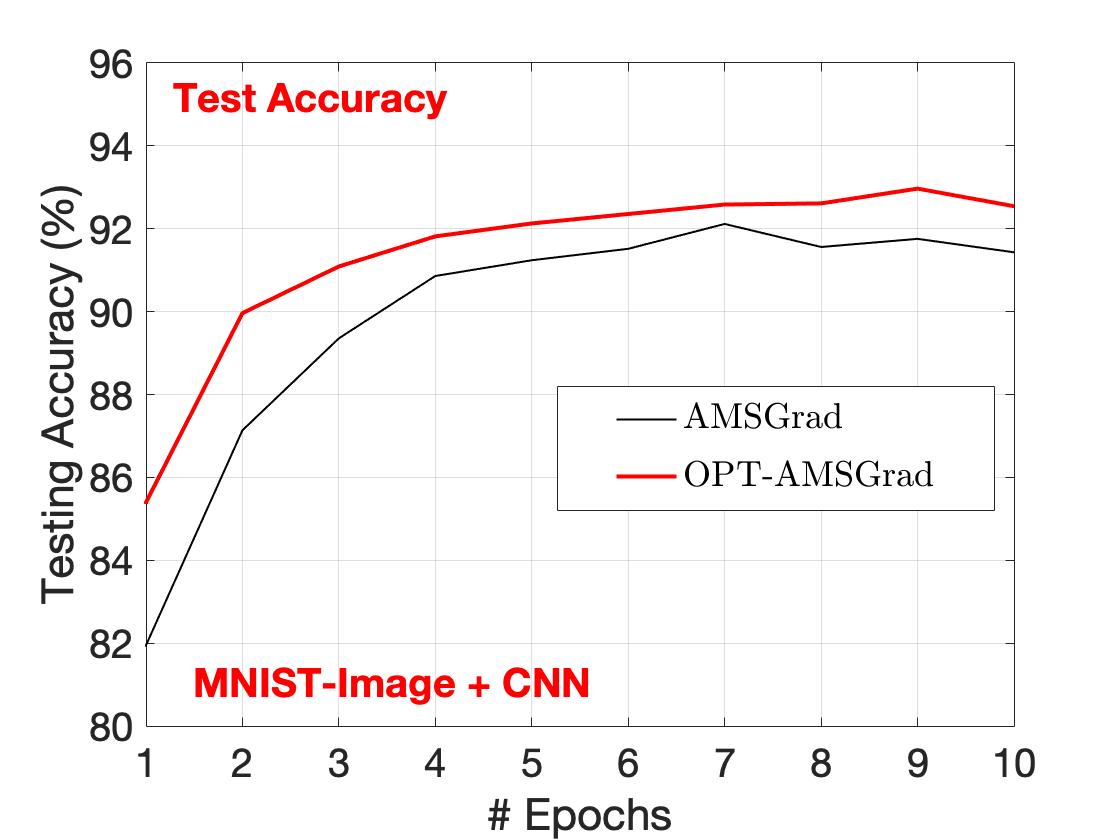 96
94
92
90
88
86
84
82
80
Testing Accuracy (%)
Test Accuracy
AMSGrad
OPT-AMSGrad
MNIST-Image + CNN
1 2 3 4 5 6 7 8 9 10
# Epochs